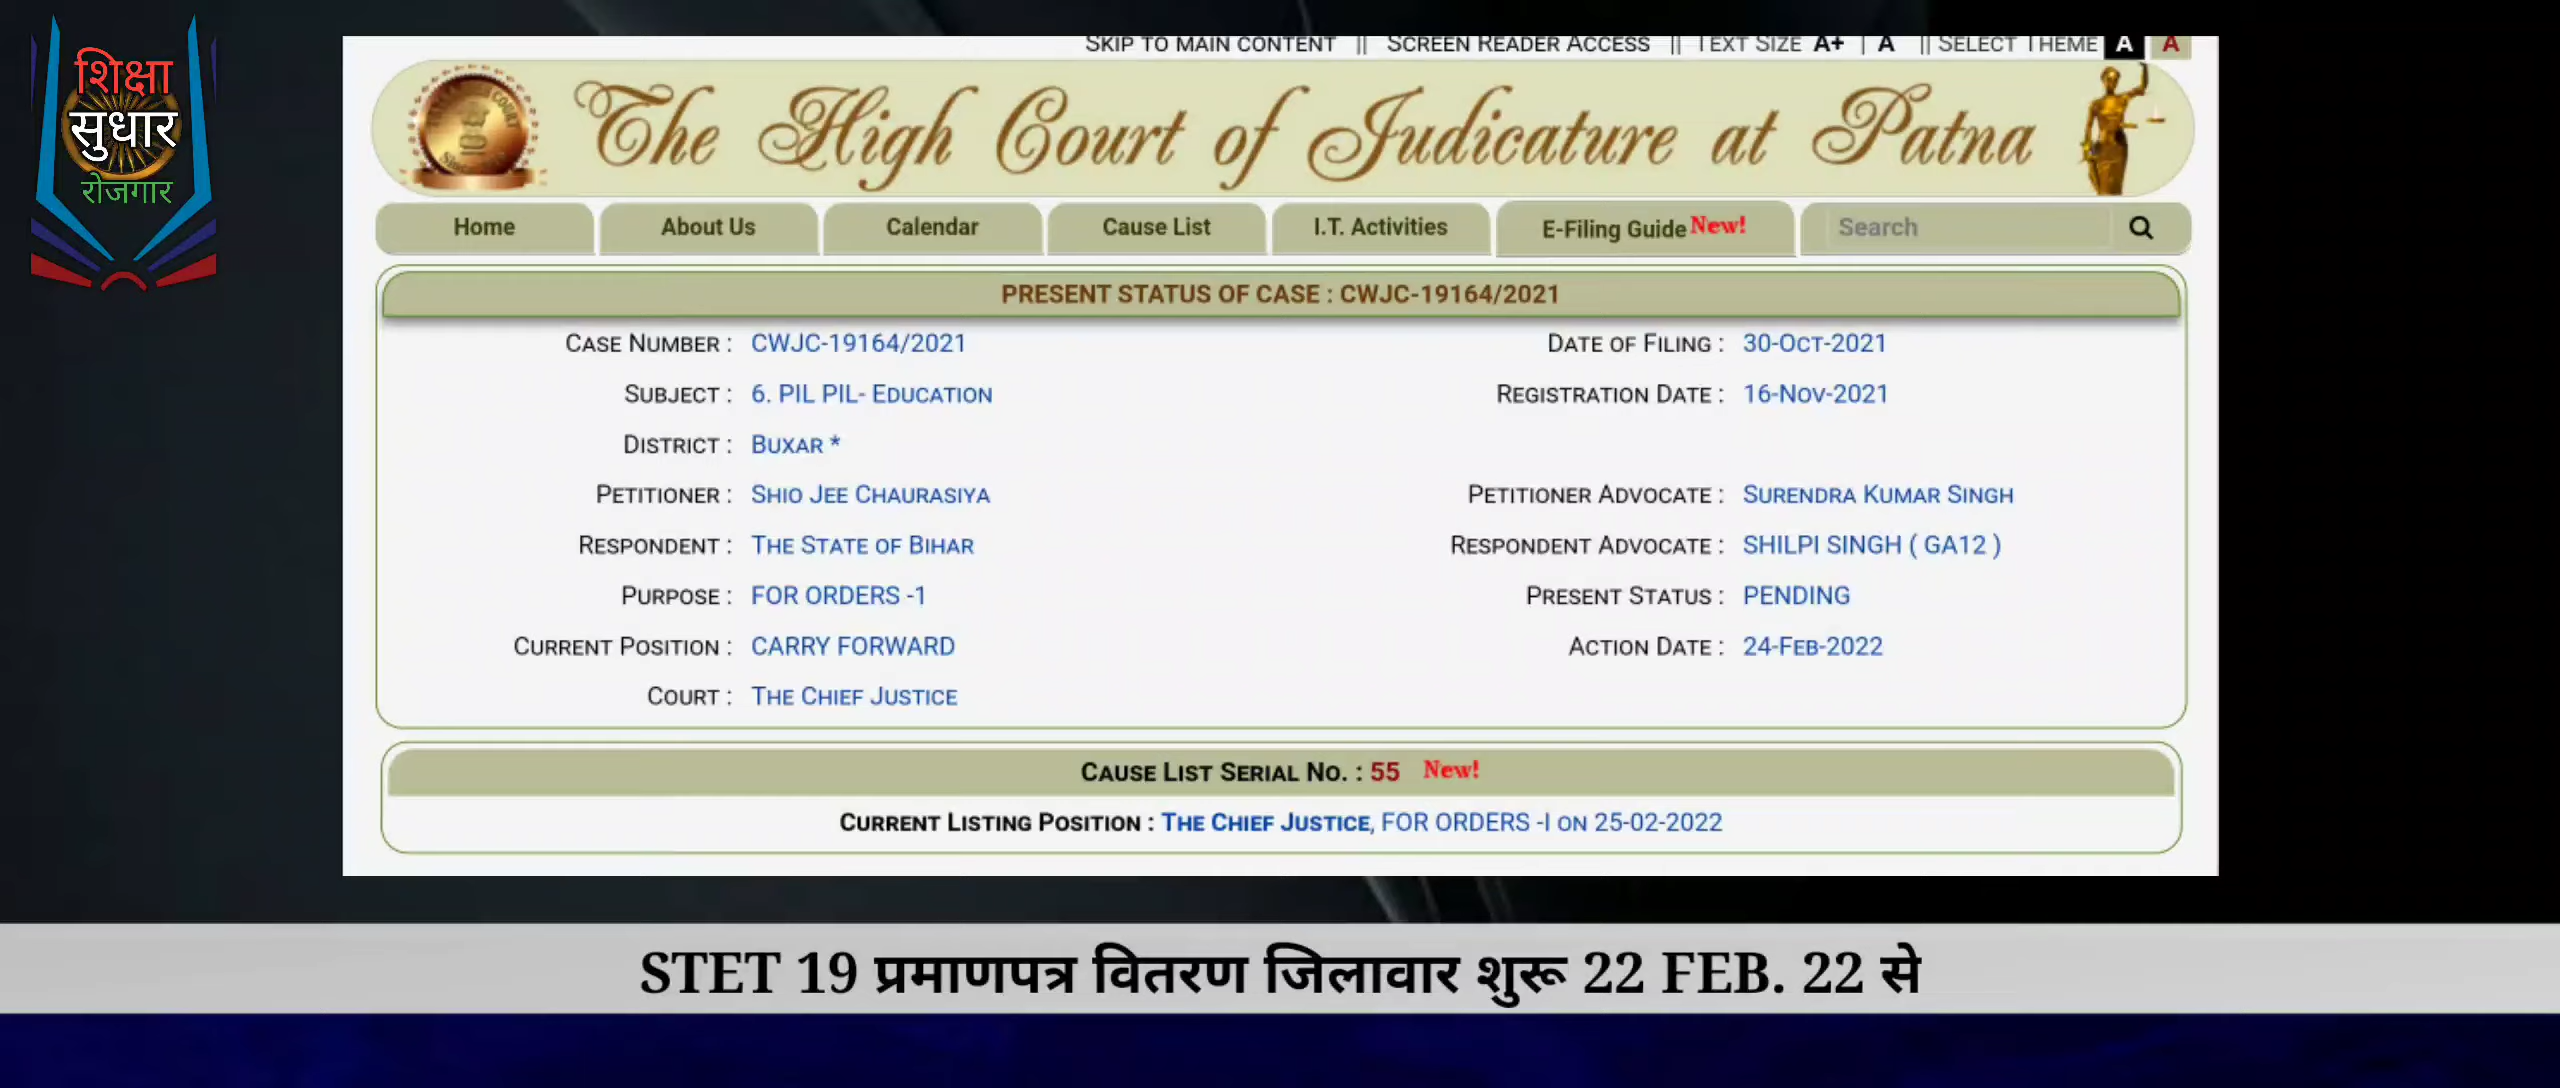 शिक्षा
सुधार
रोजगार
SKIP TO MAIN CONTENT || SCREEN READER ACCESS || TEXT SIZE A+ | A || SELECT THEME A A
The High Court of Judicature at Patna
Home About Us Calendar Cause List I.T. Activities E-Filing Guide New! Search
PRESENT STATUS OF CASE : CWJC-19164/2021
CASE NUMBER : CWJC-19164/2021 DATE OF FILING : 30-OCT-2021
SUBJECT : 6. PIL PIL- EDUCATION REGISTRATION DATE : 16-NOV-2021
DISTRICT : BUXAR *
PETITIONER : SHIO JEE CHAURASIYA PETITIONER ADVOCATE : SURENDRA KUMAR SINGH
RESPONDENT : THE STATE OF BIHAR RESPONDENT ADVOCATE : SHILPI SINGH ( GA12 )
PURPOSE : FOR ORDERS -1 PRESENT STATUS : PENDING
CURRENT POSITION : CARRY FORWARD ACTION DATE : 24-FEB-2022
COURT : THE CHIEF JUSTICE
CAUSE LIST SERIAL NO. : 55 New!
CURRENT LISTING POSITION : THE CHIEF JUSTICE, FOR ORDERS -I ON 25-02-2022
STET 19 प्रमाणपत्र वितरण जिलावार शुरू 22 FEB. 22 से